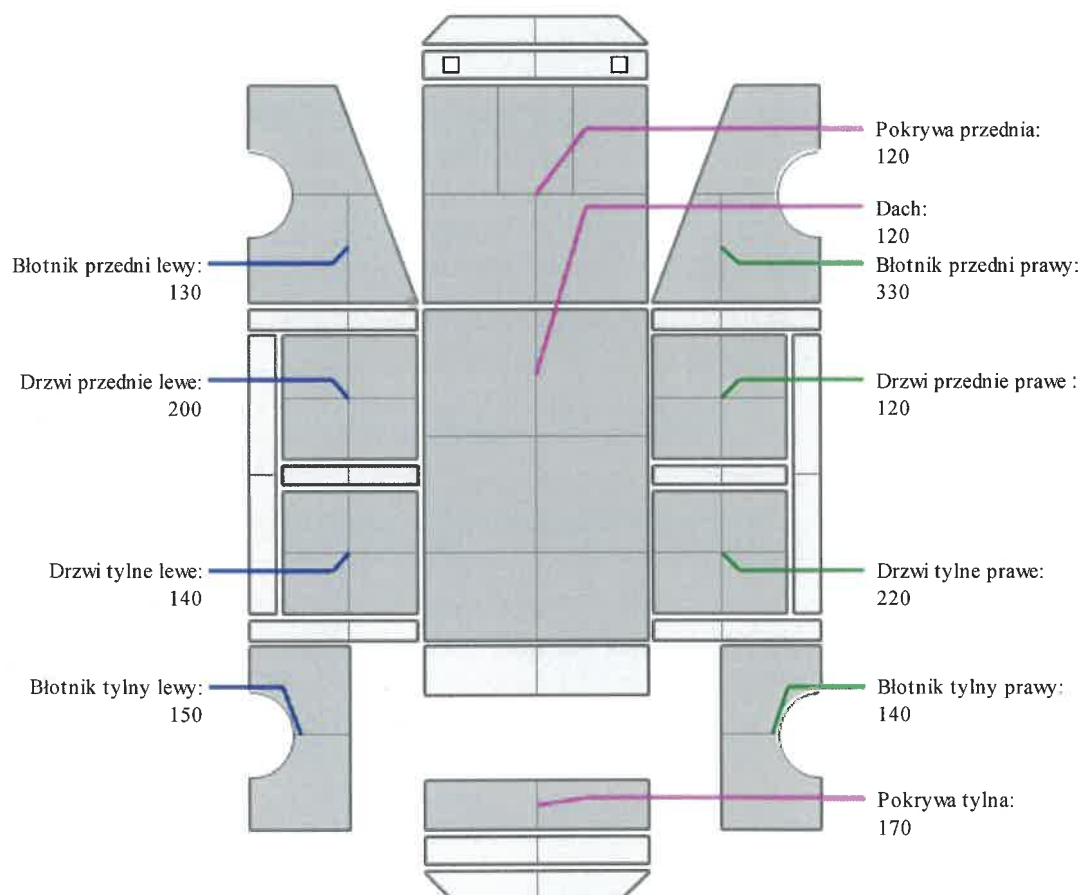 Pokrywa przednia:
120
Dach:
120
Błotnik przedni lewy:
130
Błotnik przedni prawy:
330
Drzwi przednie lewe:
200
Drzwi przednie prawe :
120
Drzwi tylne lewe:
140
Drzwi tylne prawe:
220
Błotnik tylny lewy:
150
Błotnik tylny prawy:
140
Pokrywa tylna:
170